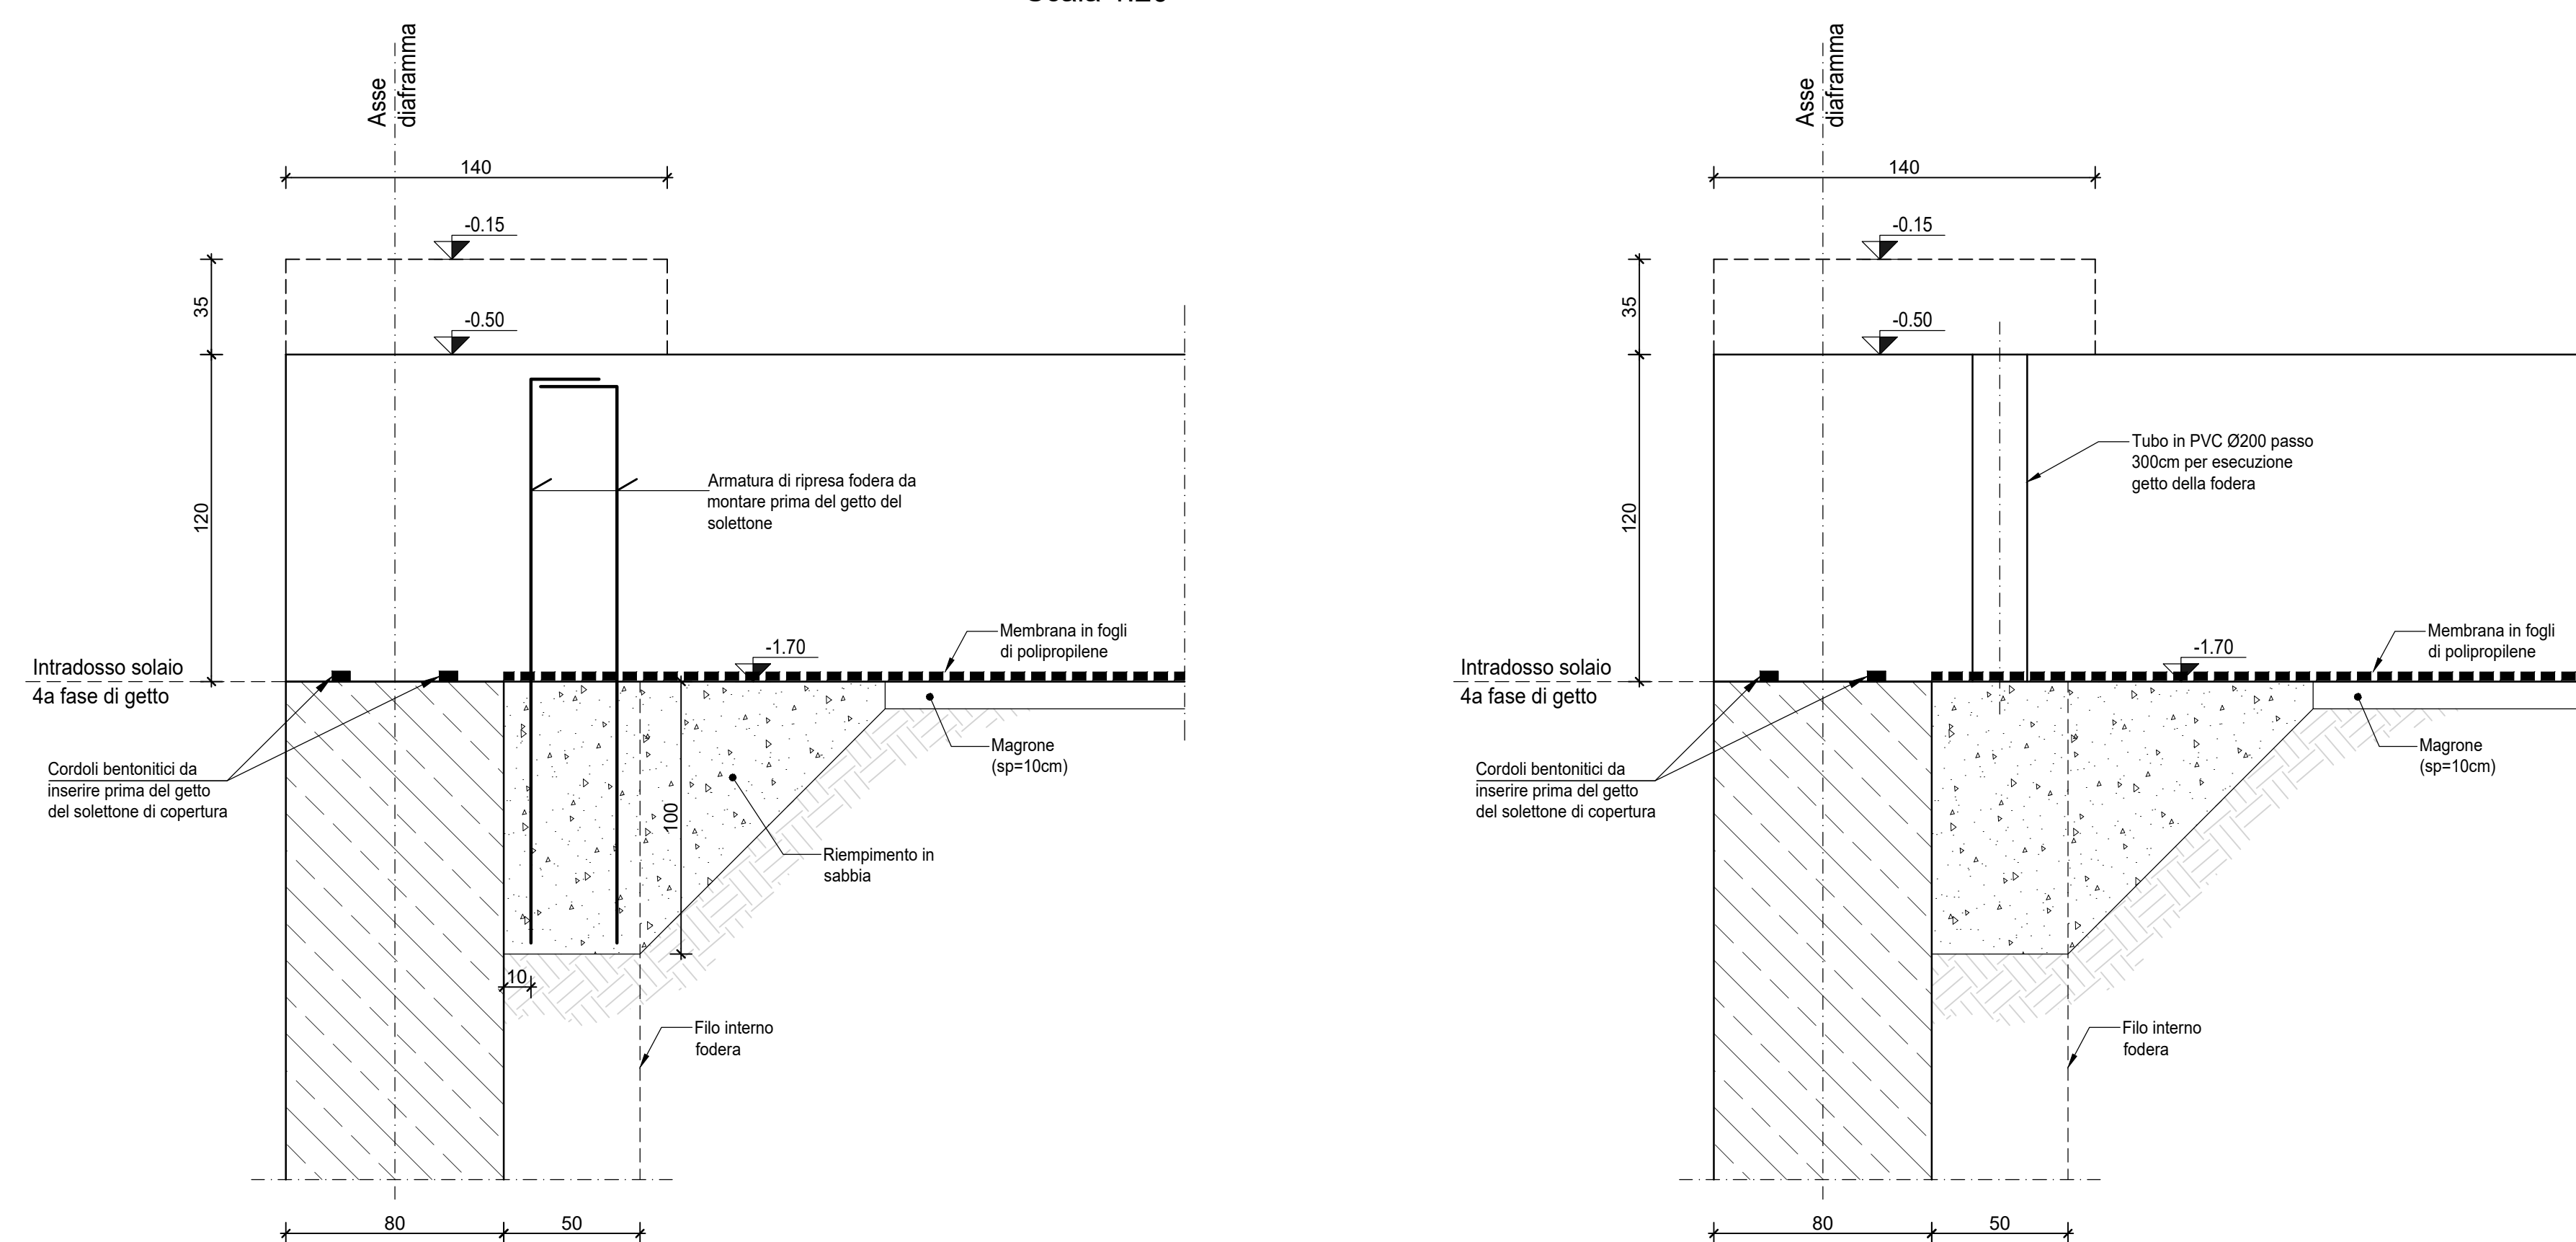 Asse
diaframma
140
-0.15
35
-0.50
120
Armatura di ripresa fodera da
montare prima del getto del
solettone
Membrana in fogli
di polipropilene
-1.70
Intradosso solaio
4a fase di getto
Magrone
(sp=10cm)
Cordoli bentonitici da
inserire prima del getto
del solettone di copertura
100
Riempimento in
sabbia
10
Filo interno
fodera
80
50
Asse
diaframma
140
-0.15
35
-0.50
120
Tubo in PVC Ø200 passo
300cm per esecuzione
getto della fodera
Membrana in fogli
di polipropilene
-1.70
Intradosso solaio
4a fase di getto
Magrone
(sp=10cm)
Cordoli bentonitici da
inserire prima del getto
del solettone di copertura
Filo interno
fodera
80
50